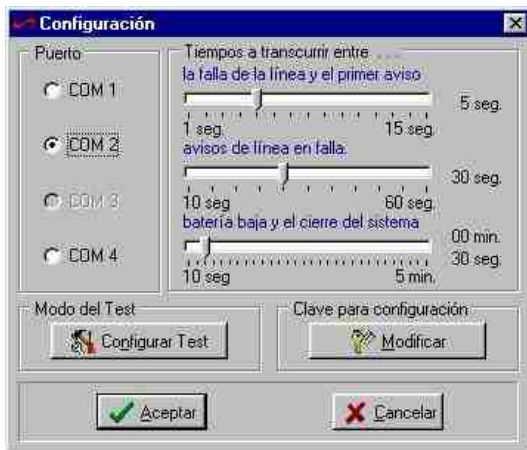 Configuración
Puerto
COM 1
COM 2
COM 3
COM 4
Tiempos a transcurrir entre . . .
la falla de la línea y el primer aviso
5 seg.
1 seg. 15 seg.
avisos de línea en falla.
30 seg.
10 seg 60 seg.
batería baja y el cierre del sistema
00 min.
30 seg.
10 seg 5 min.
Modo del Test
Configurar Test
Clave para configuración
Modificar
Aceptar
Cancelar